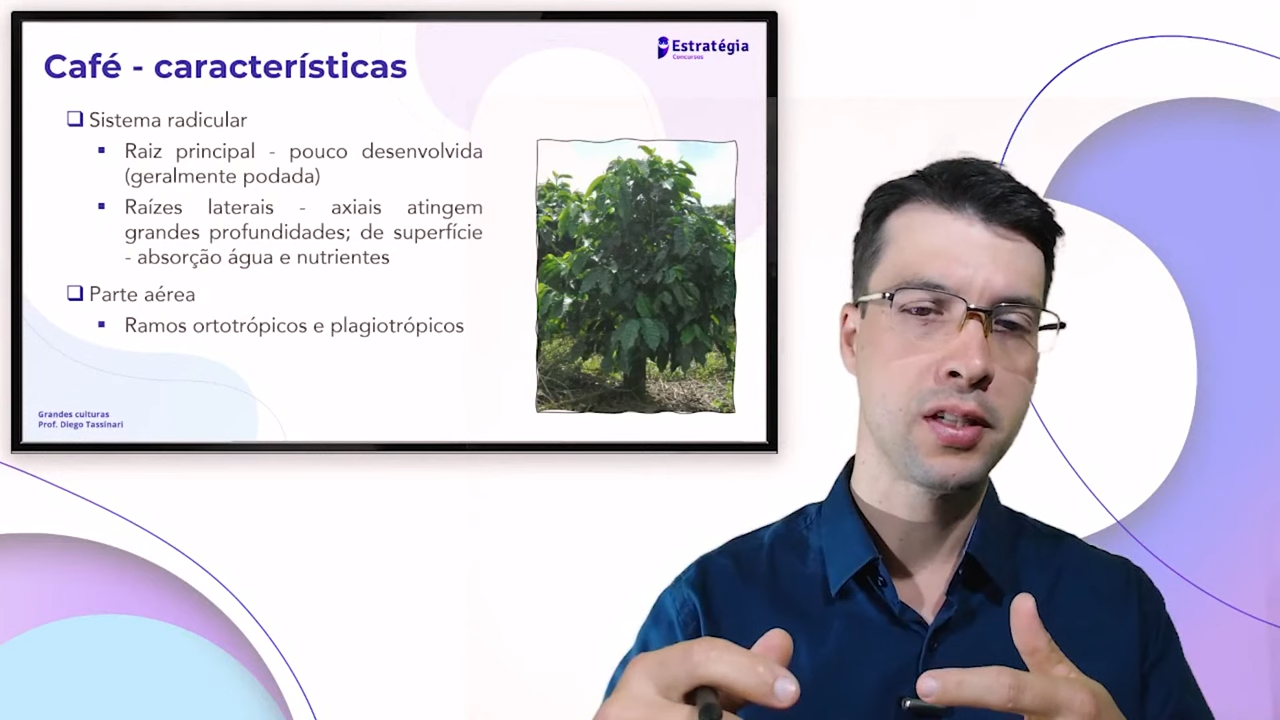 Café - características
Estratégia
Concursos
Sistema radicular
Raiz principal - pouco desenvolvida
(geralmente podada)
Raízes laterais - axiais atingem
grandes profundidades; de superfície
- absorção água e nutrientes
Parte aérea
Ramos ortotrópicos e plagiotrópicos
Grandes culturas
Prof. Diego Tassinari